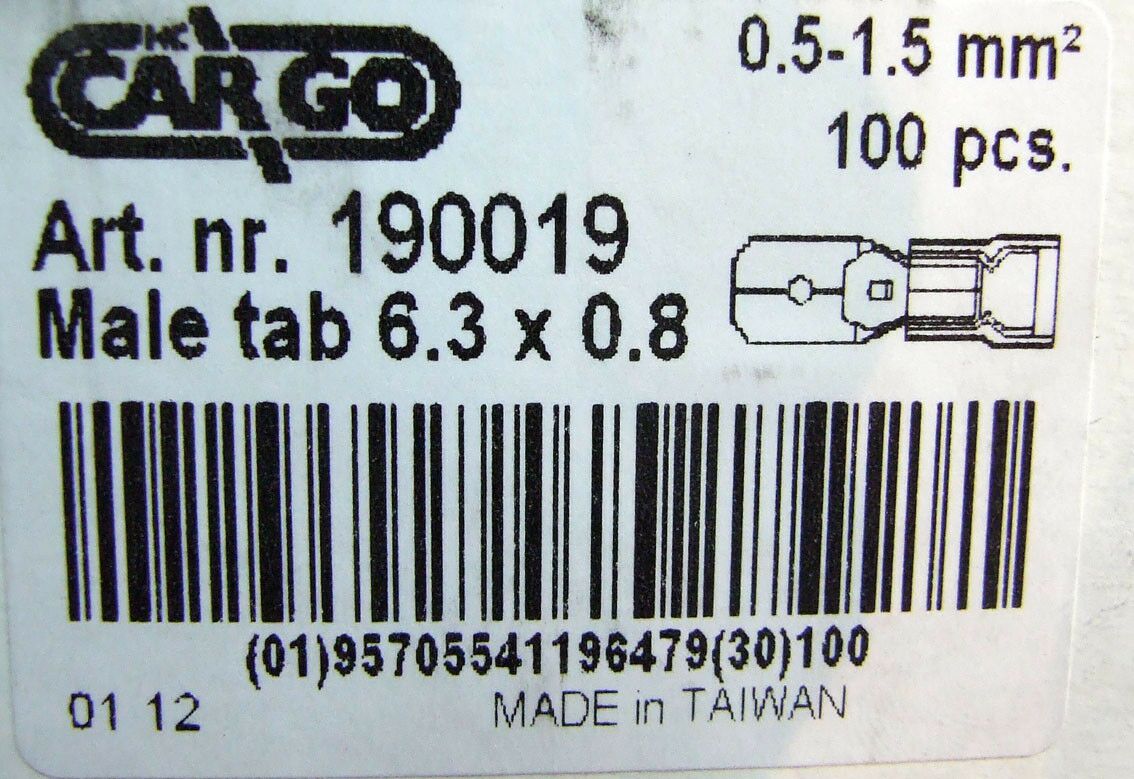 HC
CARGO
0.5-1.5 mm²
100 pcs.
Art. nr. 190019
Male tab 6.3 x 0.8
(01)95705541196479(30)100
01 12
MADE in TAIWAN